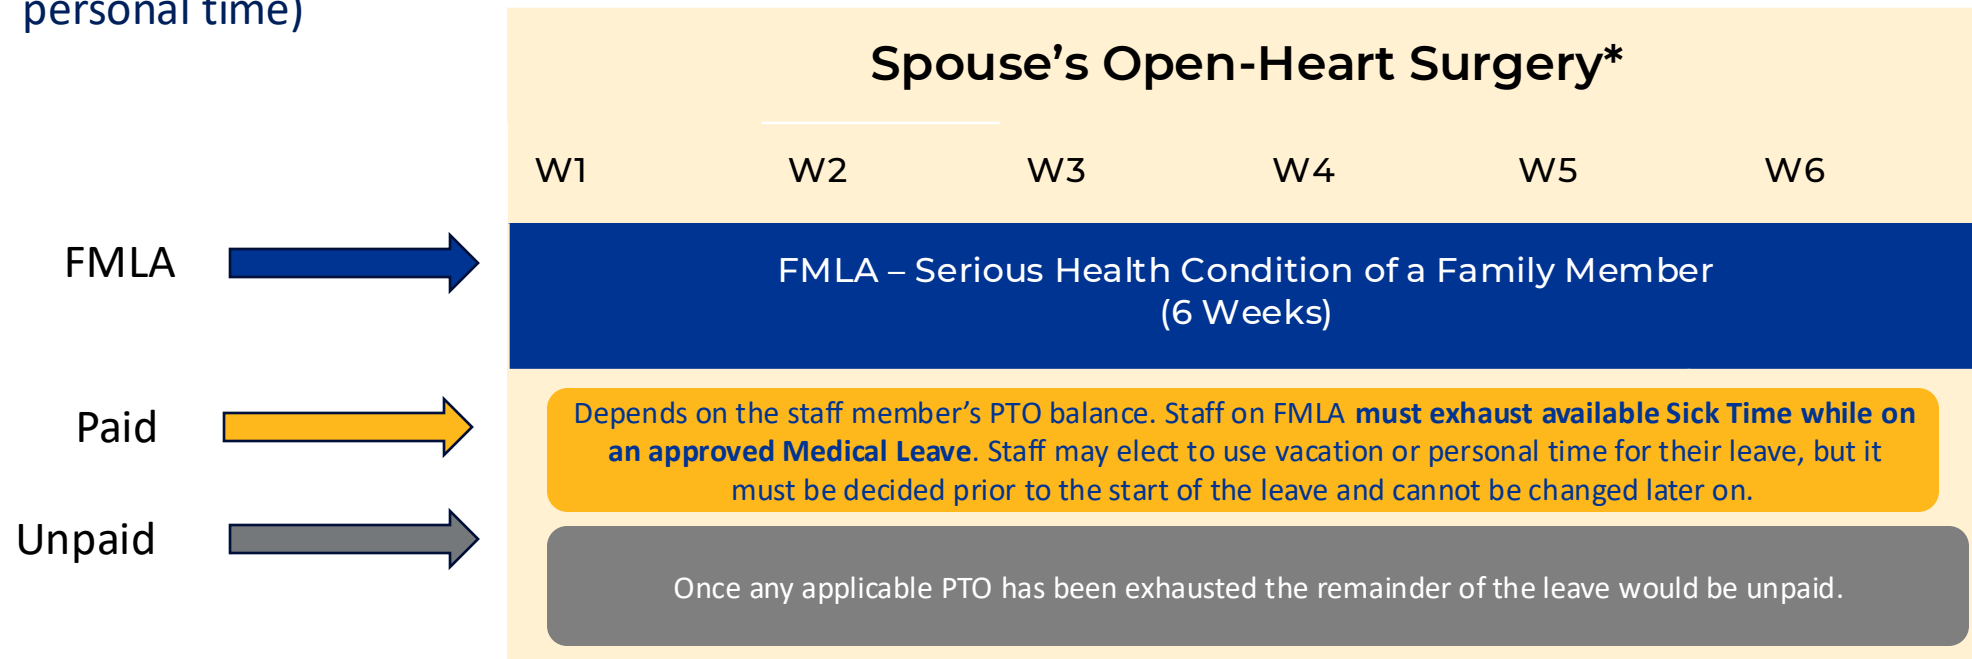 personal time)
Spouse's Open-Heart Surgery*
W1 W2 W3 W4 W5 W6
FMLA
FMLA – Serious Health Condition of a Family Member
(6 Weeks)
Paid
Depends on the staff member's PTO balance. Staff on FMLA must exhaust available Sick Time while on
an approved Medical Leave. Staff may elect to use vacation or personal time for their leave, but it
must be decided prior to the start of the leave and cannot be changed later on.
Unpaid
Once any applicable PTO has been exhausted the remainder of the leave would be unpaid.